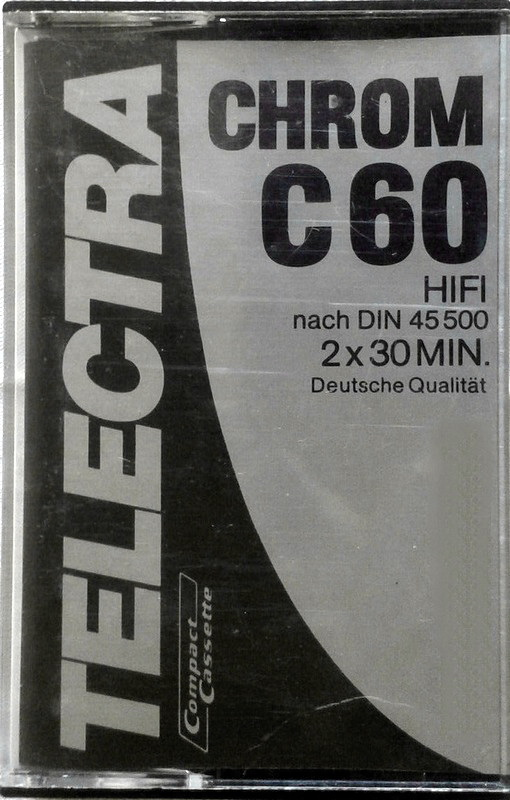 TELECTRA
CHROM
C60
HIFI
nach DIN 45500
2x30 MIN.
Deutsche Qualität
Compact
Cassette